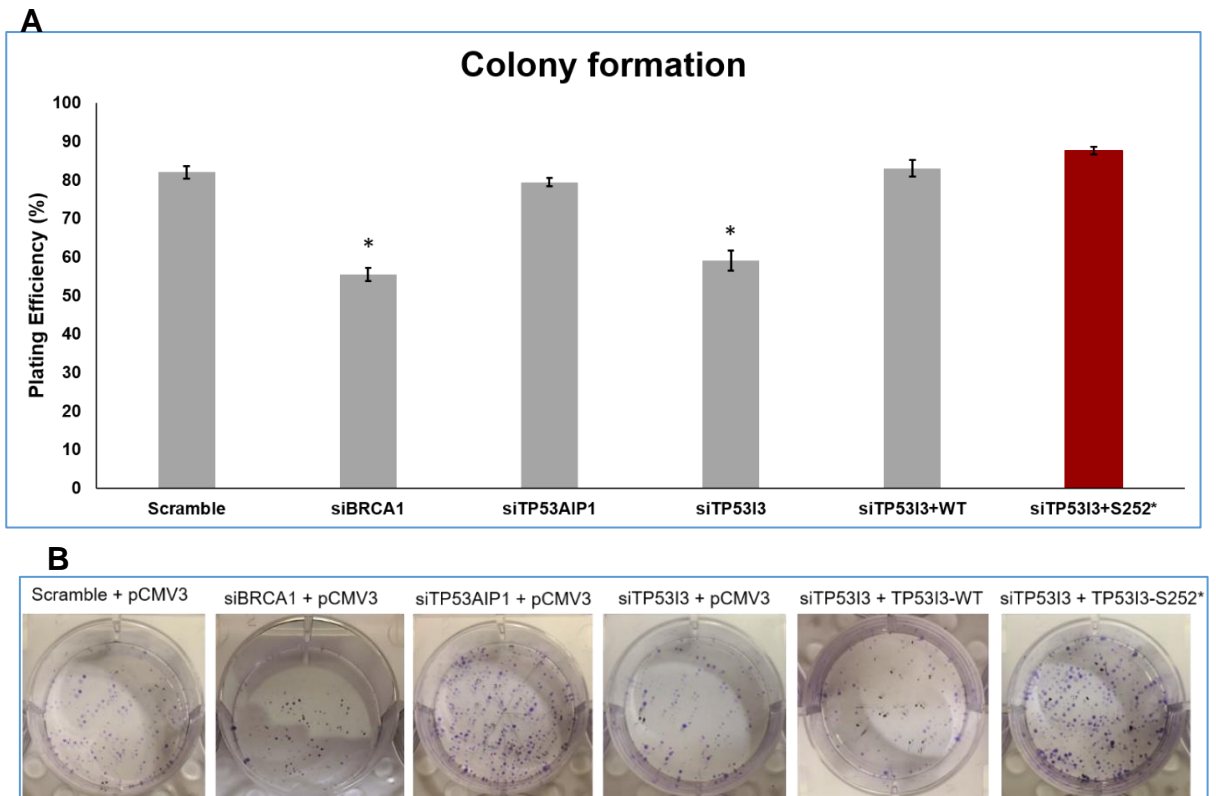 A
Colony formation
Plating Efficiency (%)
100
90
80
70
60
50
40
30
20
10
0
*
*
Scramble siBRCA1 siTP53AIP1 siTP53I3 siTP53I3+WT siTP53I3+S252*
B
Scramble + pCMV3 siBRCA1 + pCMV3 siTP53AIP1 + pCMV3 siTP53I3 + pCMV3 siTP53I3 + TP53I3-WT siTP53I3 + TP53I3-S252*